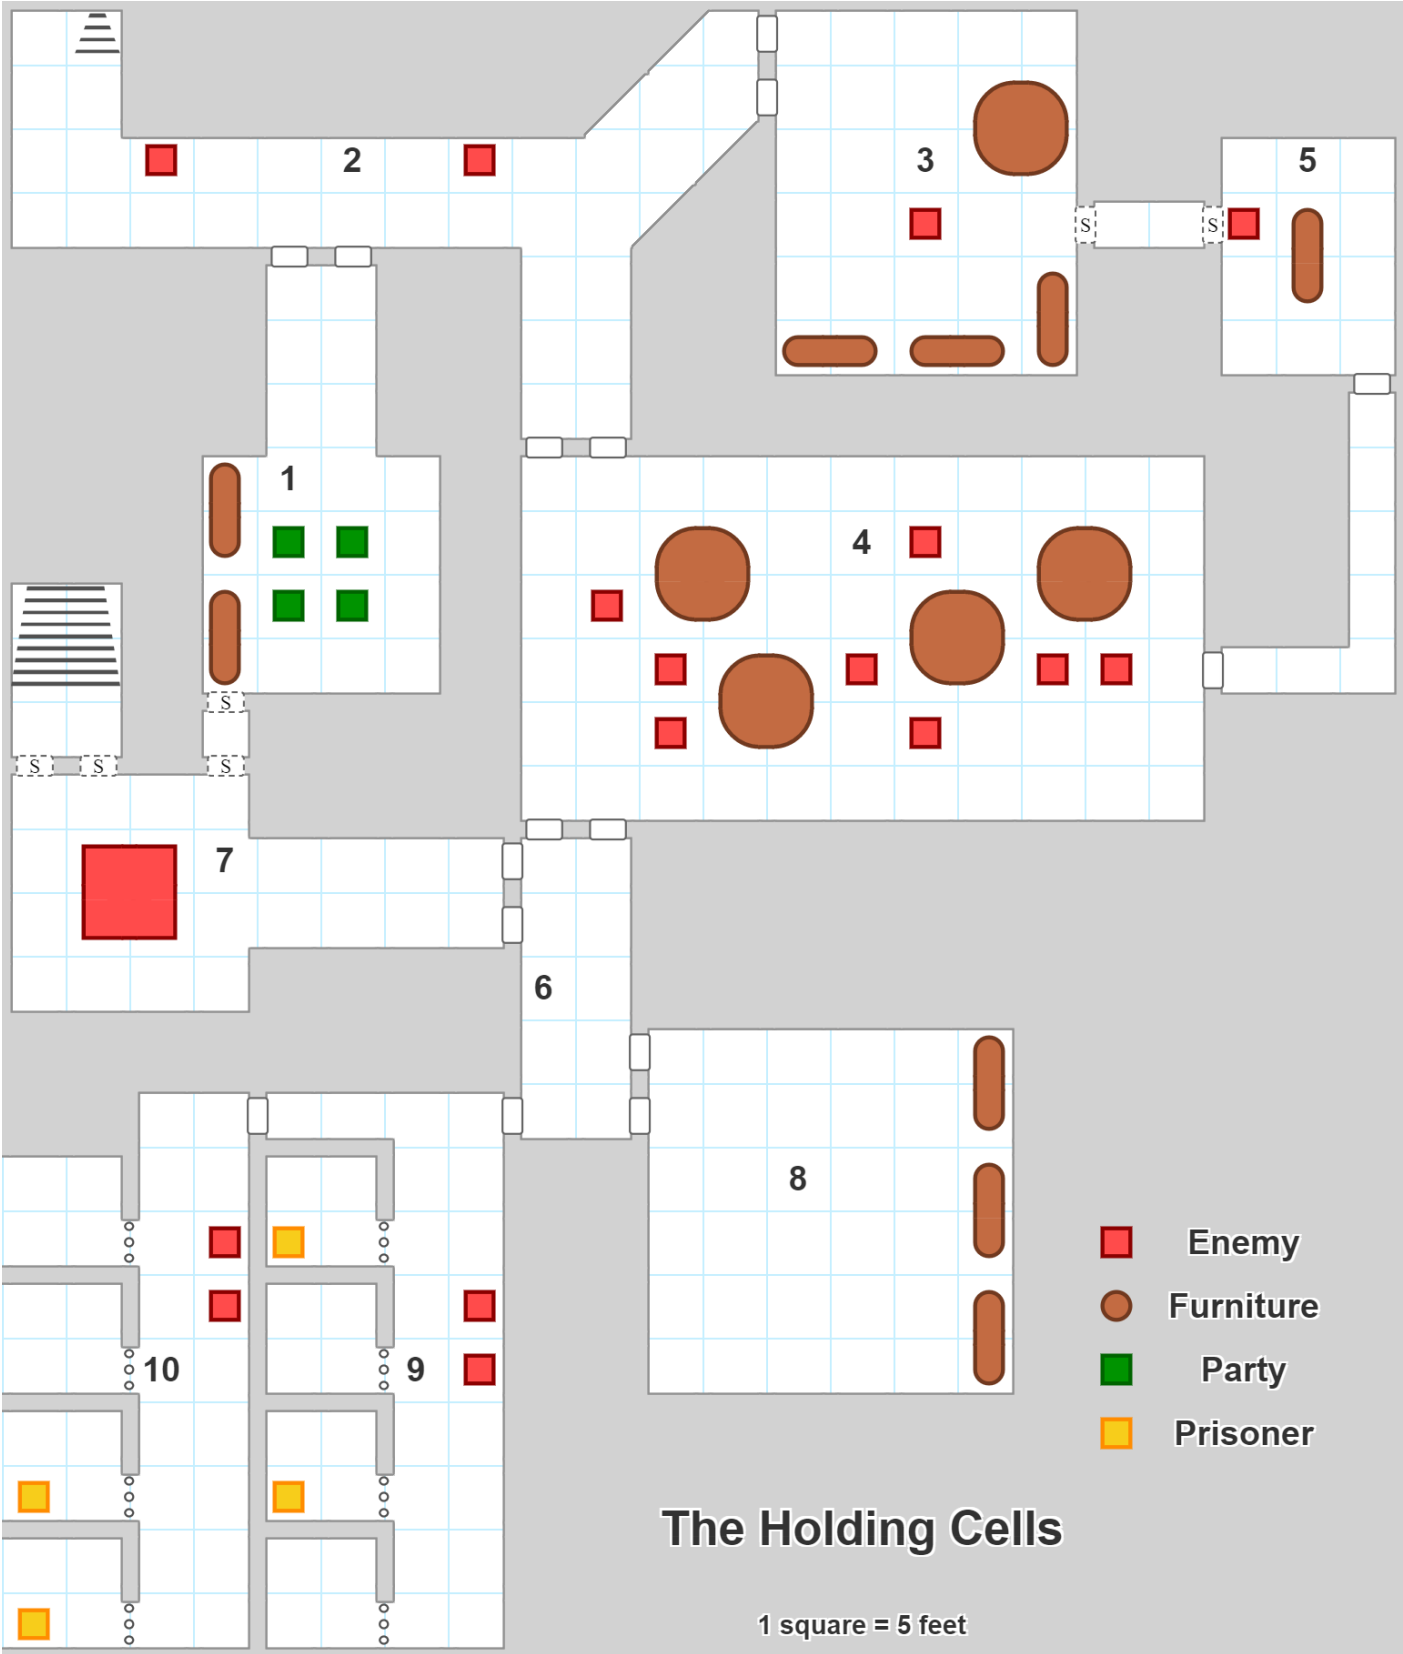 2
3
5
S
S
1
4
S
S
S
S
7
6
8
10
9
Enemy
Furniture
Party
Prisoner
The Holding Cells
1 square = 5 feet